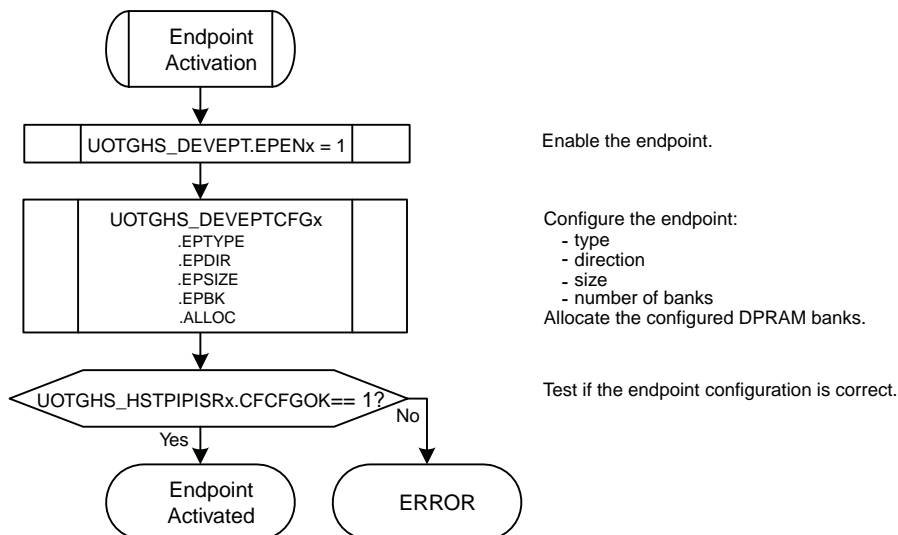 Endpoint
Activation
UOTGHS_DEVEPT.EPENx = 1
Enable the endpoint.
UOTGHS_DEVEPTCFGx
.EPTYPE
.EPDIR
.EPSIZE
.EPBK
.ALLOC
Configure the endpoint:
- type
- direction
- size
- number of banks
Allocate the configured DPRAM banks.
UOTGHS_HSTPIPISRx.CFCFGOK== 1?
Test if the endpoint configuration is correct.
No
Yes
Endpoint
Activated
ERROR